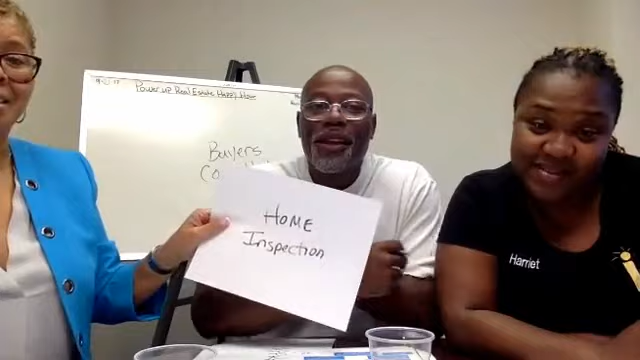 Power up Real Estate Happy Hour
Buyers
HOME
Inspection
Harriet